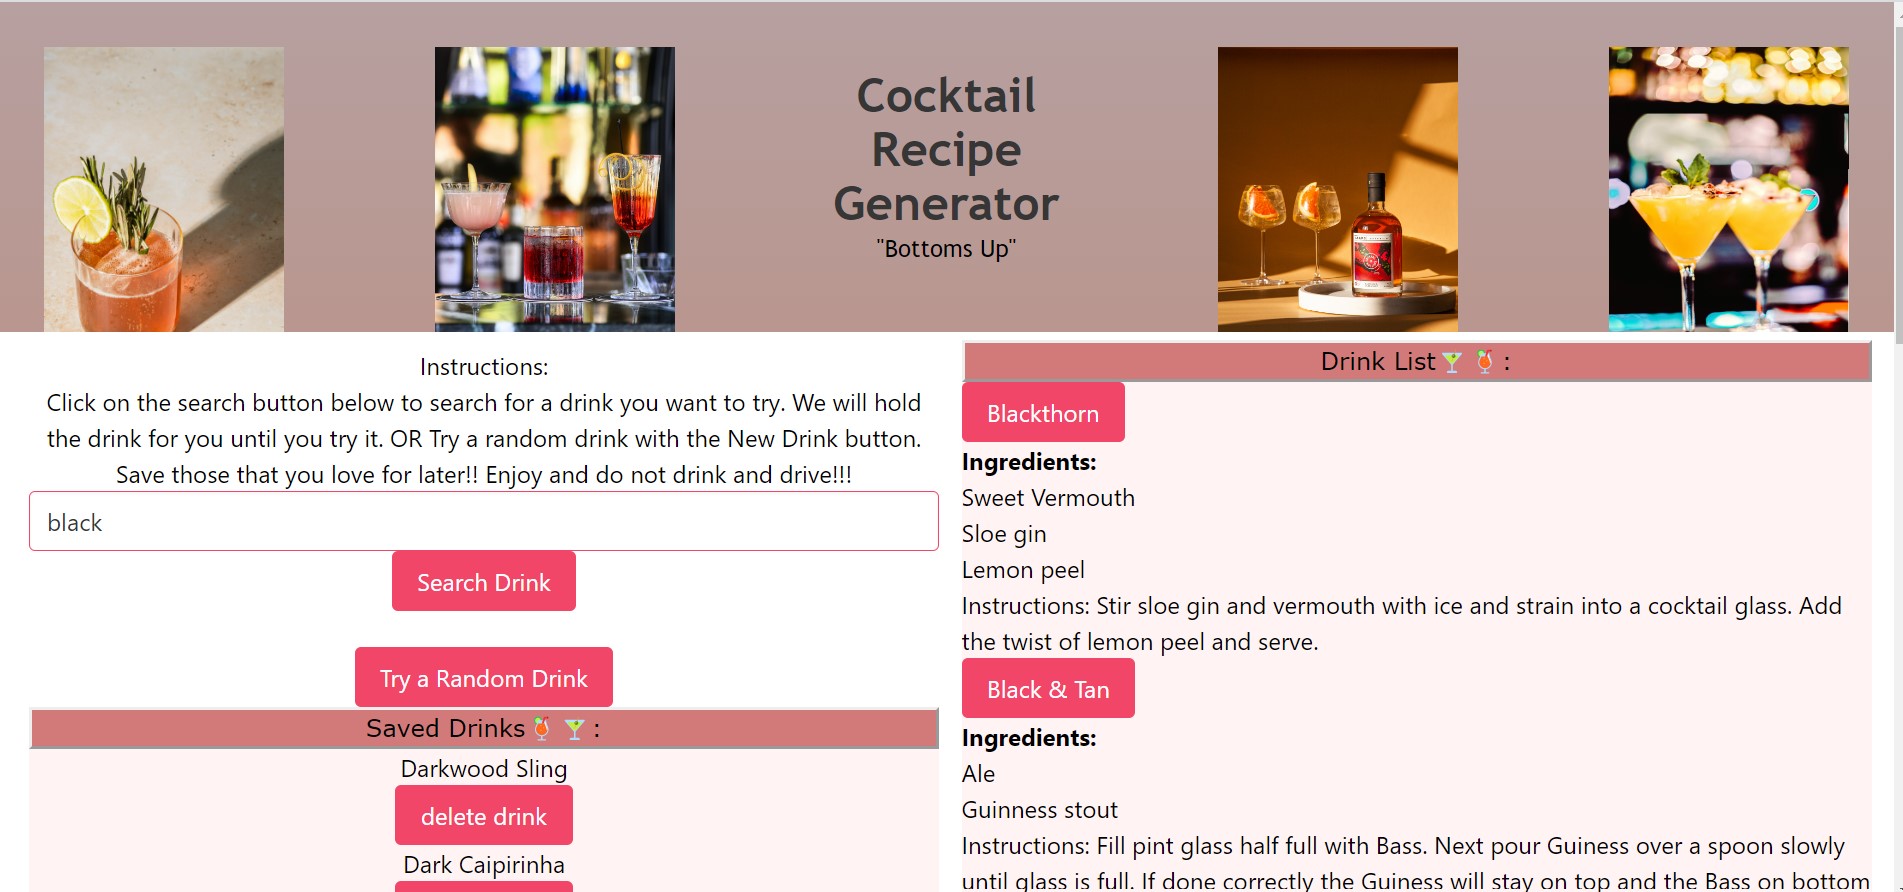 Cocktail
Recipe
Generator
"Bottoms Up"
Instructions:
Click on the search button below to search for a drink you want to try. We will hold
the drink for you until you try it. OR Try a random drink with the New Drink button.
Save those that you love for later!! Enjoy and do not drink and drive!!!
black
Search Drink
Try a Random Drink
Saved Drinks🍹🍸:
Darkwood Sling
delete drink
Dark Caipirinha
Drink List🍸🍹:
Blackthorn
Ingredients:
Sweet Vermouth
Sloe gin
Lemon peel
Instructions: Stir sloe gin and vermouth with ice and strain into a cocktail glass. Add
the twist of lemon peel and serve.
Black & Tan
Ingredients:
Ale
Guinness stout
Instructions: Fill pint glass half full with Bass. Next pour Guiness over a spoon slowly
until glass is full. If done correctly the Guiness will stay on top and the Bass on bottom